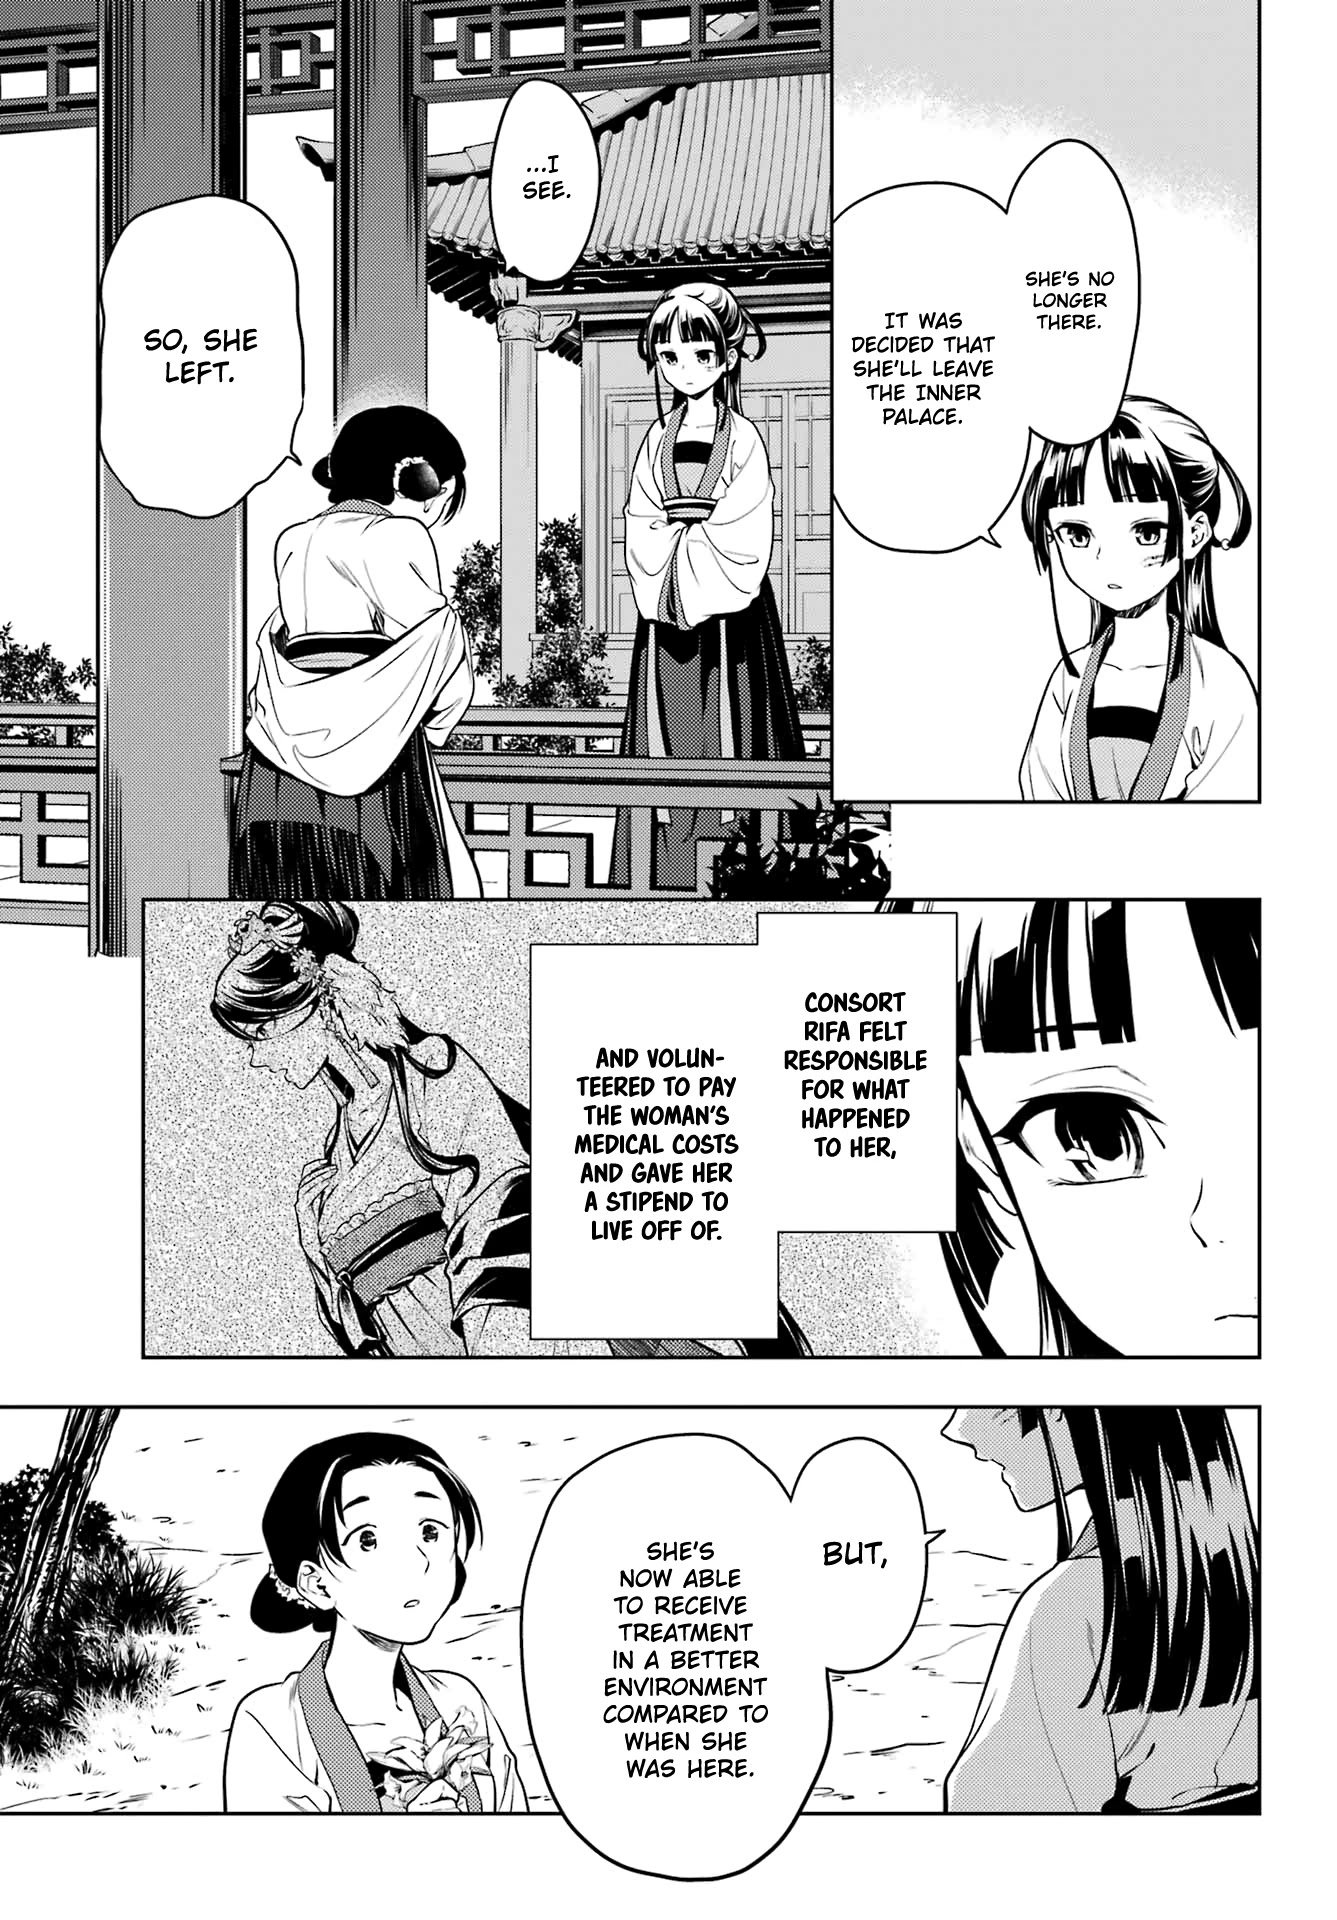 SHE'S NO
LONGER
THERE.
IT WAS
DECIDED THAT
SHE'LL LEAVE
THE INNER
PALACE.
...I
SEE.
SO, SHE
LEFT.
CONSORT
RIFA FELT
RESPONSIBLE
FOR WHAT
HAPPENED
TO HER,
AND VOLUN-
TEERED TO PAY
THE WOMAN'S
MEDICAL COSTS
AND GAVE HER
A STIPEND TO
LIVE OFF OF.
BUT,
SHE'S
NOW ABLE
TO RECEIVE
TREATMENT
IN A BETTER
ENVIRONMENT
COMPARED TO
WHEN SHE
WAS HERE.